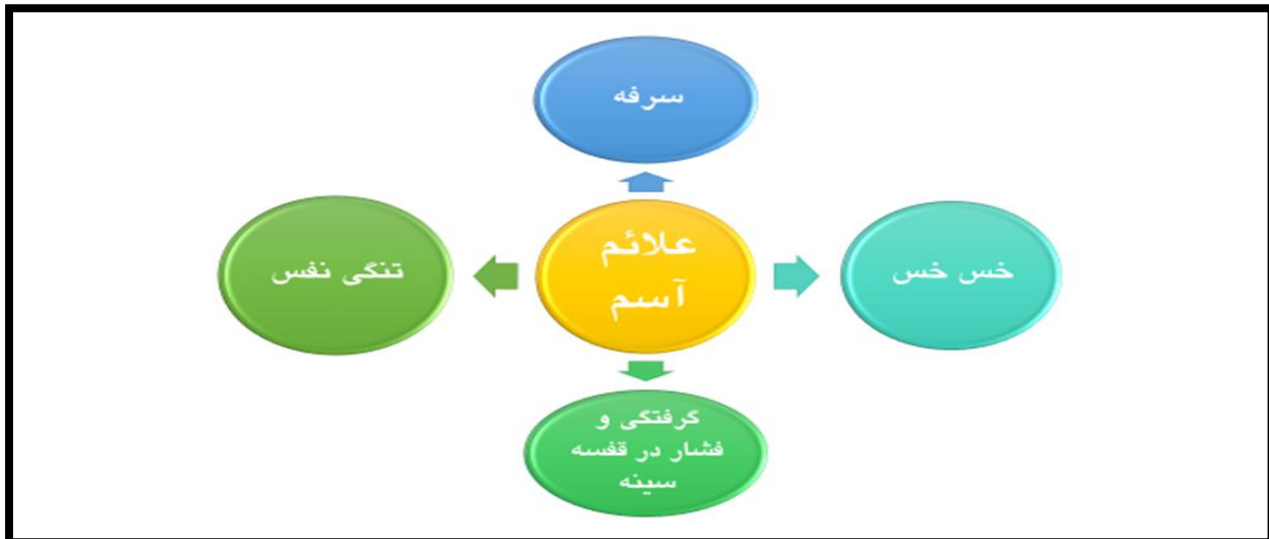 سرفه
خس خس
علائم
آسم
تنگی نفس
گرفتگی و
فشار در قفسه
سینه